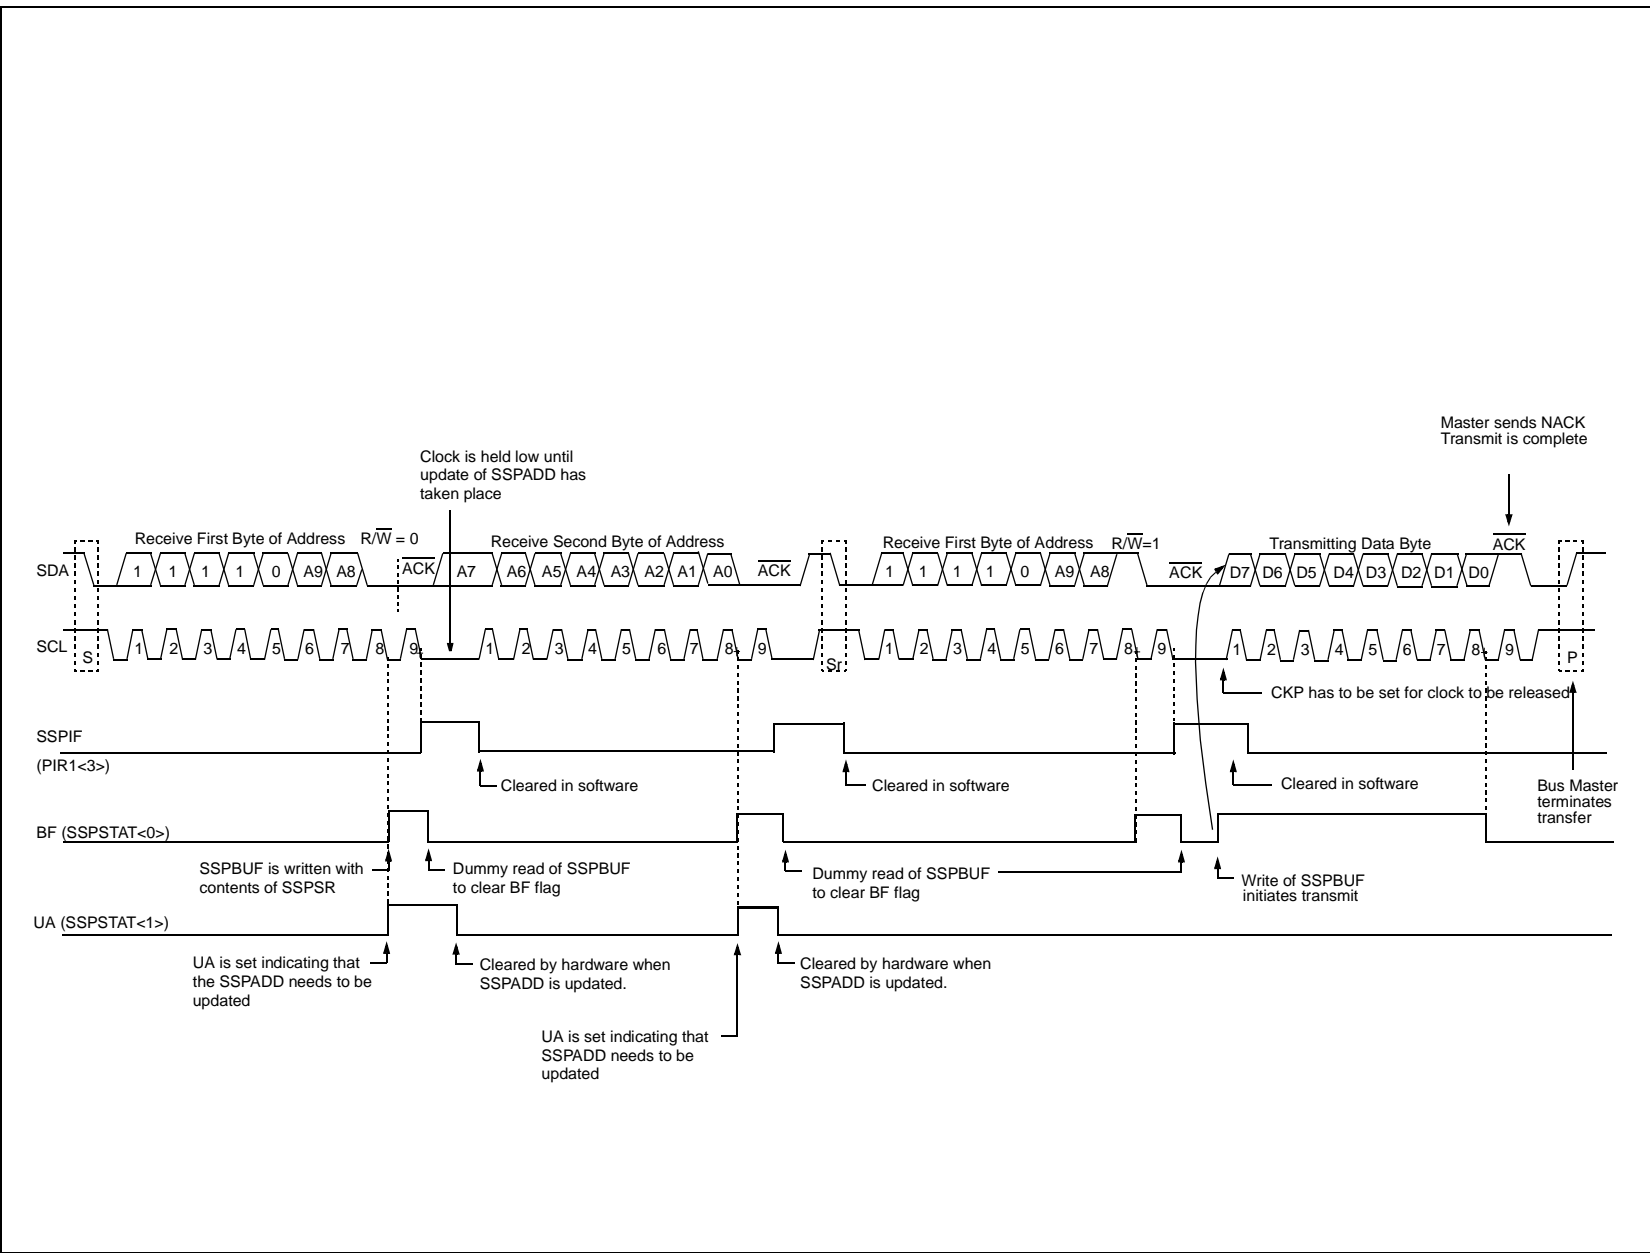 Master sends NACK
Transmit is complete
Clock is held low until
update of SSPADD has
taken place
Receive First Byte of Address R/W = 0
Receive Second Byte of Address
Receive First Byte of Address R/W=1
Transmitting Data Byte
ACK
SDA 1 1 1 1 0 A9 A8 ACK A7 A6 A5 A4 A3 A2 A1 A0 ACK 1 1 1 1 0 A9 A8 ACK D7 D6 D5 D4 D3 D2 D1 D0
SCL S 1 2 3 4 5 6 7 8 9 1 2 3 4 5 6 7 8 9 Sr 1 2 3 4 5 6 7 8 9 1 2 3 4 5 6 7 8 9 P
CKP has to be set for clock to be released
SSPIF
(PIR1<3>)
Cleared in software
Cleared in software
Cleared in software
Bus Master
terminates
transfer
BF (SSPSTAT<0>)
SSPBUF is written with
contents of SSPSR
Dummy read of SSPBUF
to clear BF flag
Dummy read of SSPBUF
to clear BF flag
Write of SSPBUF
initiates transmit
UA (SSPSTAT<1>)
UA is set indicating that
the SSPADD needs to be
updated
Cleared by hardware when
SSPADD is updated.
Cleared by hardware when
SSPADD is updated.
UA is set indicating that
SSPADD needs to be
updated